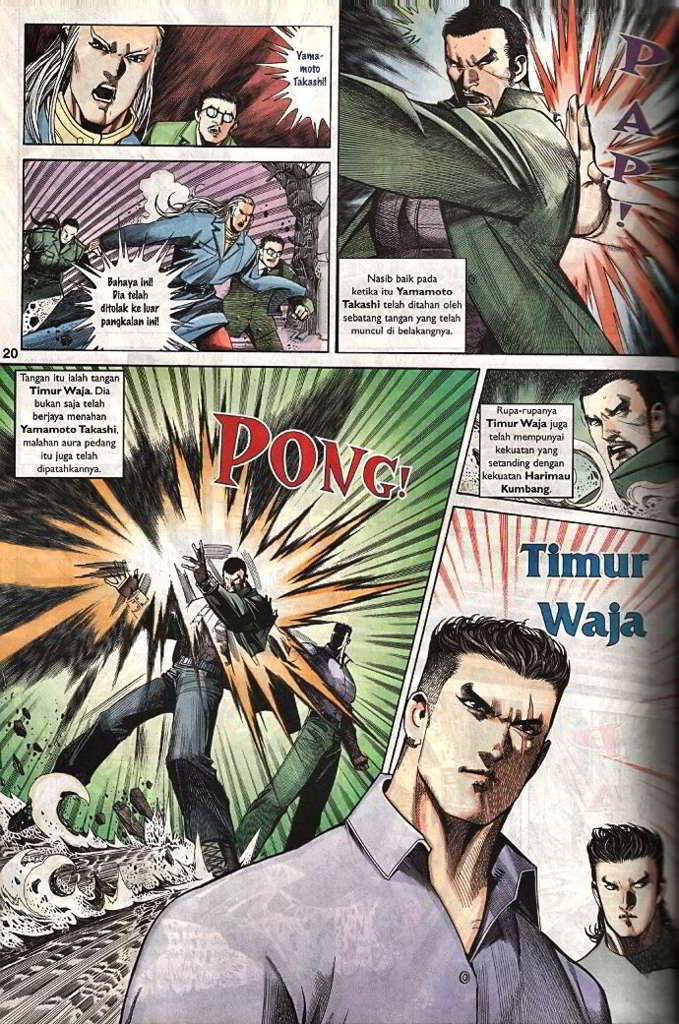 Yama-
moto
Takashi!
PAP!
Nasib baik pada
ketika itu Yamamoto
Takashi telah ditahan oleh
sebatang tangan yang telah
muncul di belakangnya.
Bahaya ini!
Dia telah
ditolak ke luar
pangkalan ini!
20
Tangan itu ialah tangan
Timur Waja. Dia
bukan saja telah
berjaya menahan
Yamamoto Takashi,
malahan aura pedang
itu juga telah
dipatahkannya.
PONG!
Rupa-rupanya
Timur Waja juga
telah mempunyai
kekuatan yang
setanding dengan
kekuatan Harimau
Kumbang.
Timur
Waja